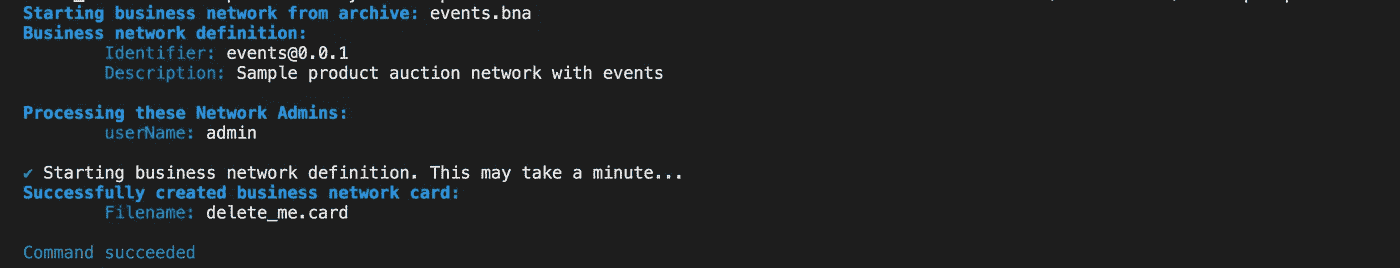 Starting business network from archive: events.bna
Business network definition:
Identifier: events@0.0.1
Description: Sample product auction network with events
Processing these Network Admins:
userName: admin
✔ Starting business network definition. This may take a minute...
Successfully created business network card:
Filename: delete_me.card
Command succeeded